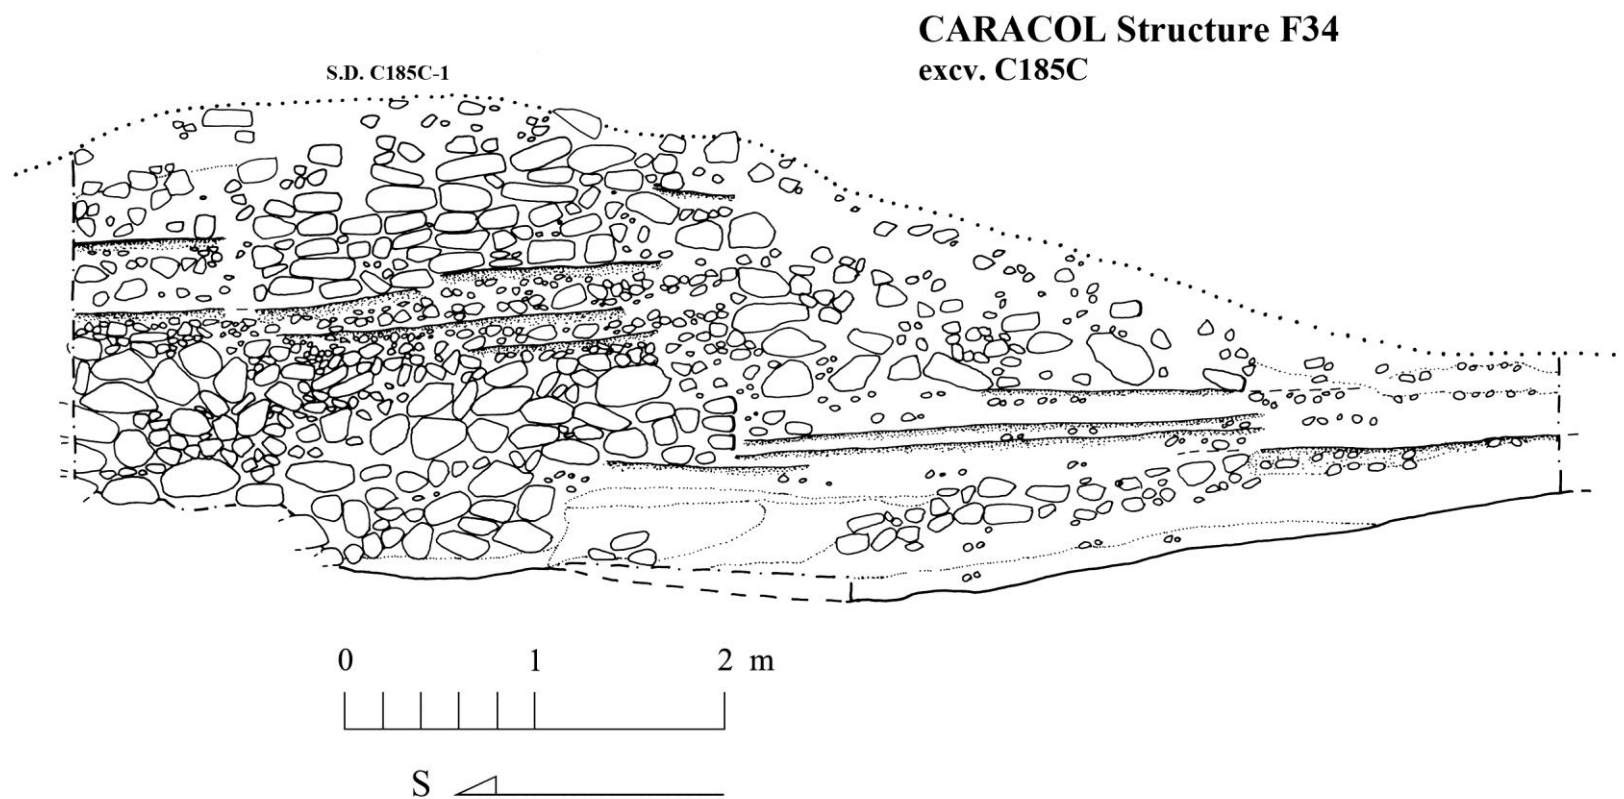 CARACOL Structure F34
excv. C185C
S.D. C185C-1
0 1 2 m
S